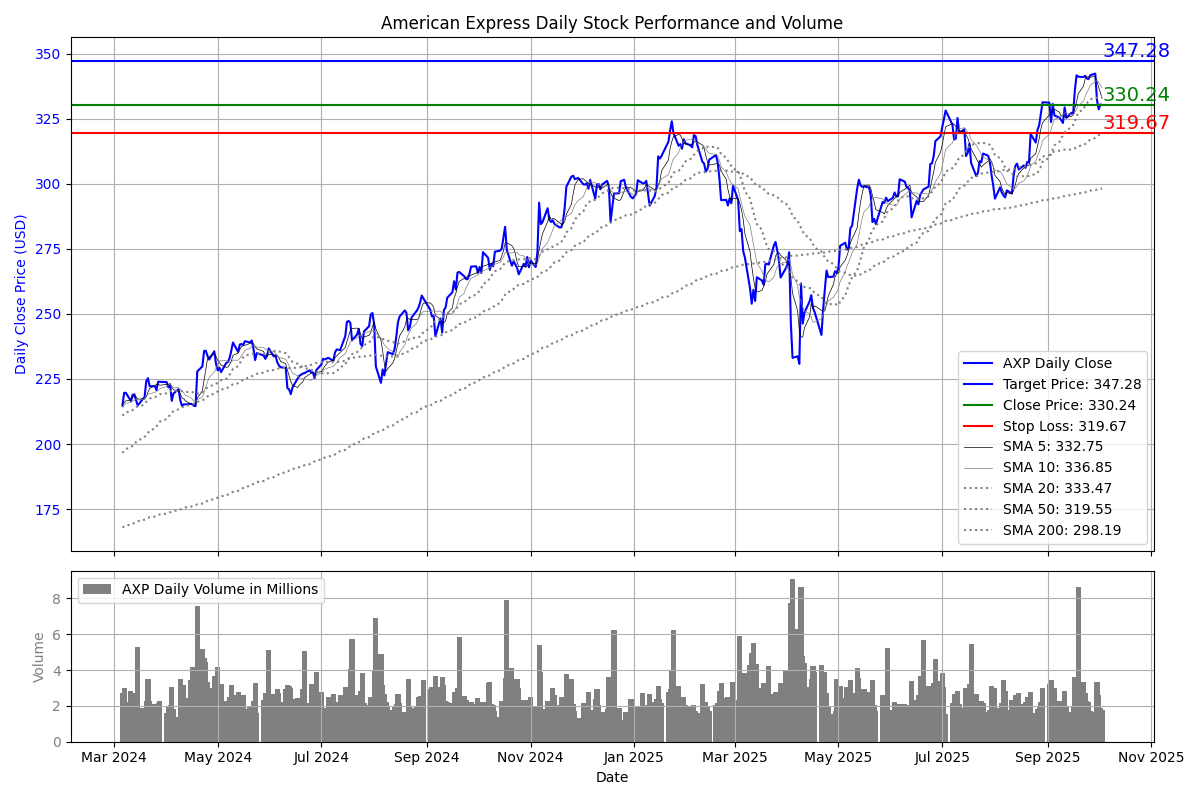 American Express Daily Stock Performance and Volume
350
325
300
275
250
225
200
175
Daily Close Price (USD)
347.28
330.24
319.67
AXP Daily Close
Target Price: 347.28
Close Price: 330.24
Stop Loss: 319.67
SMA 5: 332.75
SMA 10: 336.85
SMA 20: 333.47
SMA 50: 319.55
SMA 200: 298.19
AXP Daily Volume in Millions
8
6
4
2
0
Volume
Mar 2024 May 2024 Jul 2024 Sep 2024 Nov 2024 Jan 2025 Mar 2025 May 2025 Jul 2025 Sep 2025 Nov 2025
Date